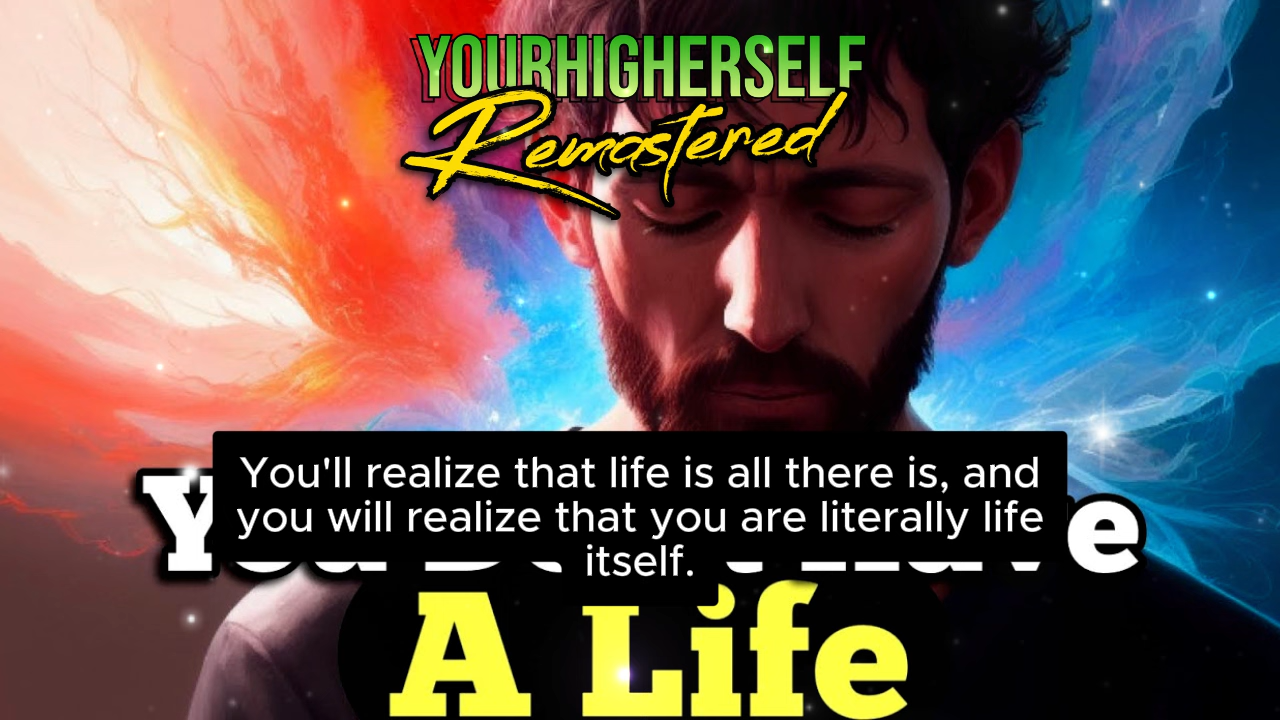 YOURHIGHERSELF
Remastered
You'll realize that life is all there is, and
you will realize that you are literally life
itself.
A Life